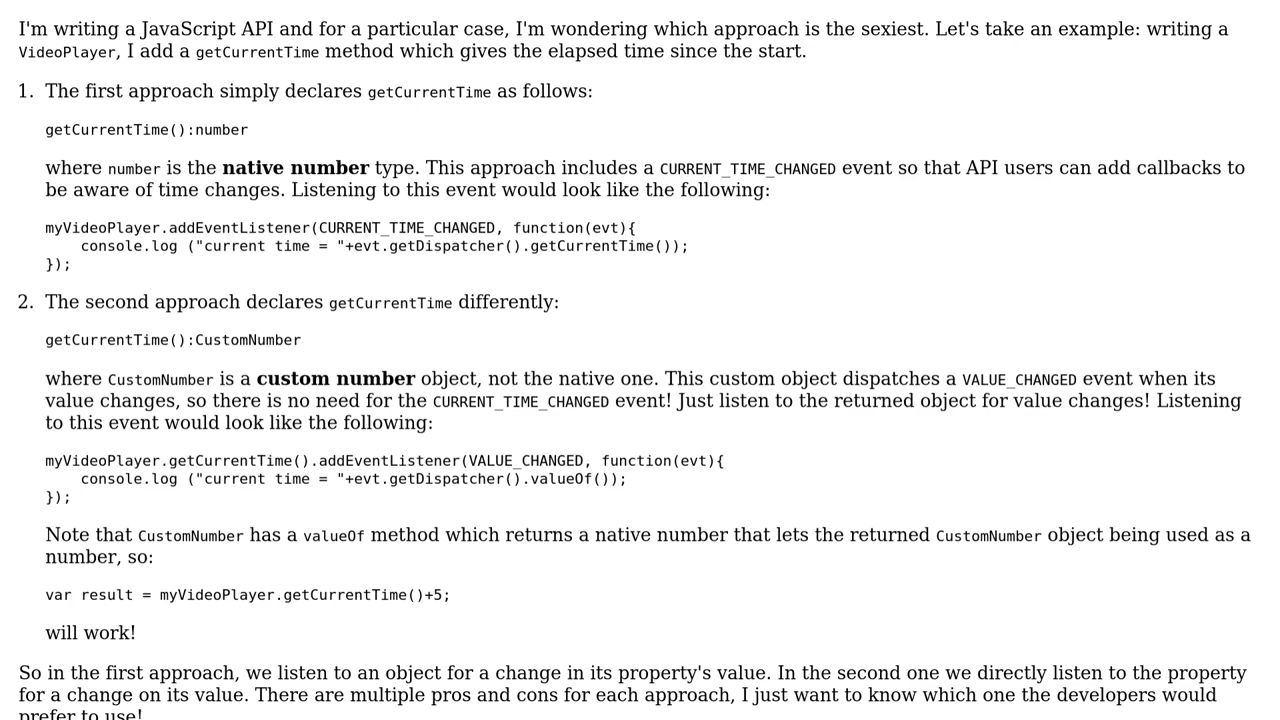 I'm writing a JavaScript API and for a particular case, I'm wondering which approach is the sexiest. Let's take an example: writing a
VideoPlayer, I add a getCurrentTime method which gives the elapsed time since the start.
1. The first approach simply declares getCurrentTime as follows:
getCurrentTime():number
where number is the native number type. This approach includes a CURRENT_TIME_CHANGED event so that API users can add callbacks to
be aware of time changes. Listening to this event would look like the following:
myVideoPlayer.addEventListener(CURRENT_TIME_CHANGED, function(evt){
    console.log ("current time = "+evt.getDispatcher().getCurrentTime());
});
2. The second approach declares getCurrentTime differently:
getCurrentTime():CustomNumber
where CustomNumber is a custom number object, not the native one. This custom object dispatches a VALUE_CHANGED event when its
value changes, so there is no need for the CURRENT_TIME_CHANGED event! Just listen to the returned object for value changes! Listening
to this event would look like the following:
myVideoPlayer.getCurrentTime().addEventListener(VALUE_CHANGED, function(evt){
    console.log ("current time = "+evt.getDispatcher().valueOf());
});
Note that CustomNumber has a valueOf method which returns a native number that lets the returned CustomNumber object being used as a
number, so:
var result = myVideoPlayer.getCurrentTime()+5;
will work!
So in the first approach, we listen to an object for a change in its property's value. In the second one we directly listen to the property
for a change on its value. There are multiple pros and cons for each approach, I just want to know which one the developers would
prefer to use!